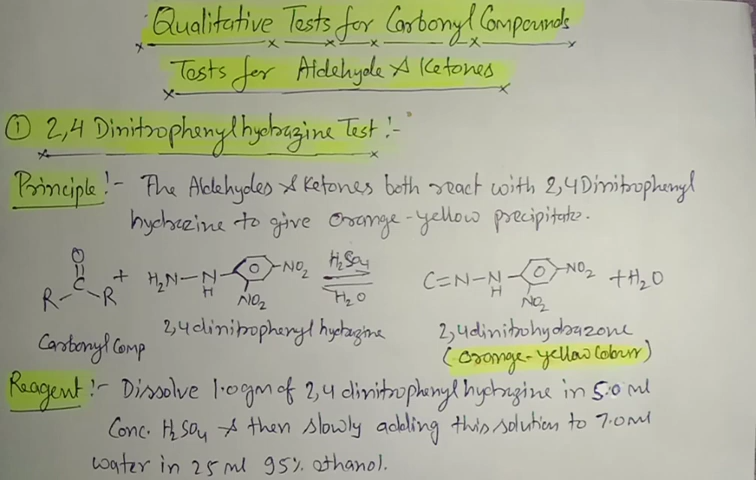 Qualitative Tests for Carbonyl Compounds
Tests for Aldehyde & Ketones
① 2,4 Dinitrophenylhydrazine Test :-
Principle :- The Aldehydes & Ketones both react with 2,4 Dinitrophenyl
hydrazine to give orange-yellow precipitate.
O
R C R + H₂N-N H NO₂ NO₂ H₂SO₄ H₂O C=N-N H NO₂ NO₂ + H₂O
Carbonyl Comp 2,4 dinitrophenyl hydrazine 2,4 dinitrohydrazone
(orange-yellow Colour)
Reagent :- Dissolve 1.0 gm of 2,4 dinitrophenyl hydrazine in 5.0 ml
Conc. H₂SO₄ & then slowly adding this solution to 7.0 ml
water in 25 ml 95% ethanol.